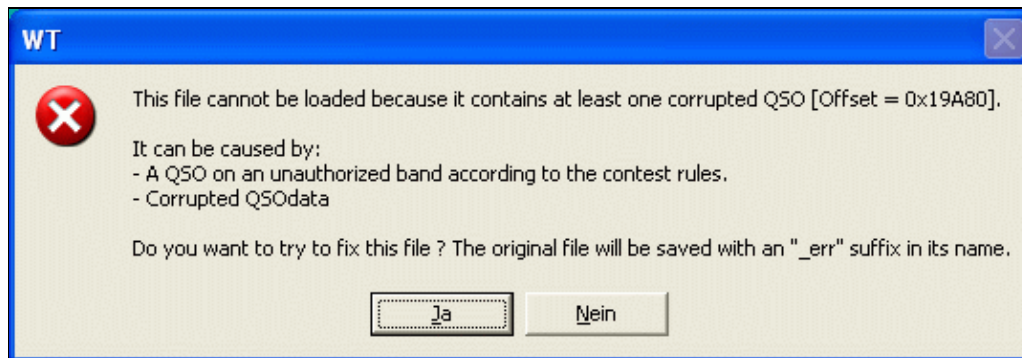 WT
This file cannot be loaded because it contains at least one corrupted QSO [Offset = 0x19A80].
It can be caused by:
- A QSO on an unauthorized band according to the contest rules.
- Corrupted QSOdata
Do you want to try to fix this file ? The original file will be saved with an "_err" suffix in its name.
Ja
Nein